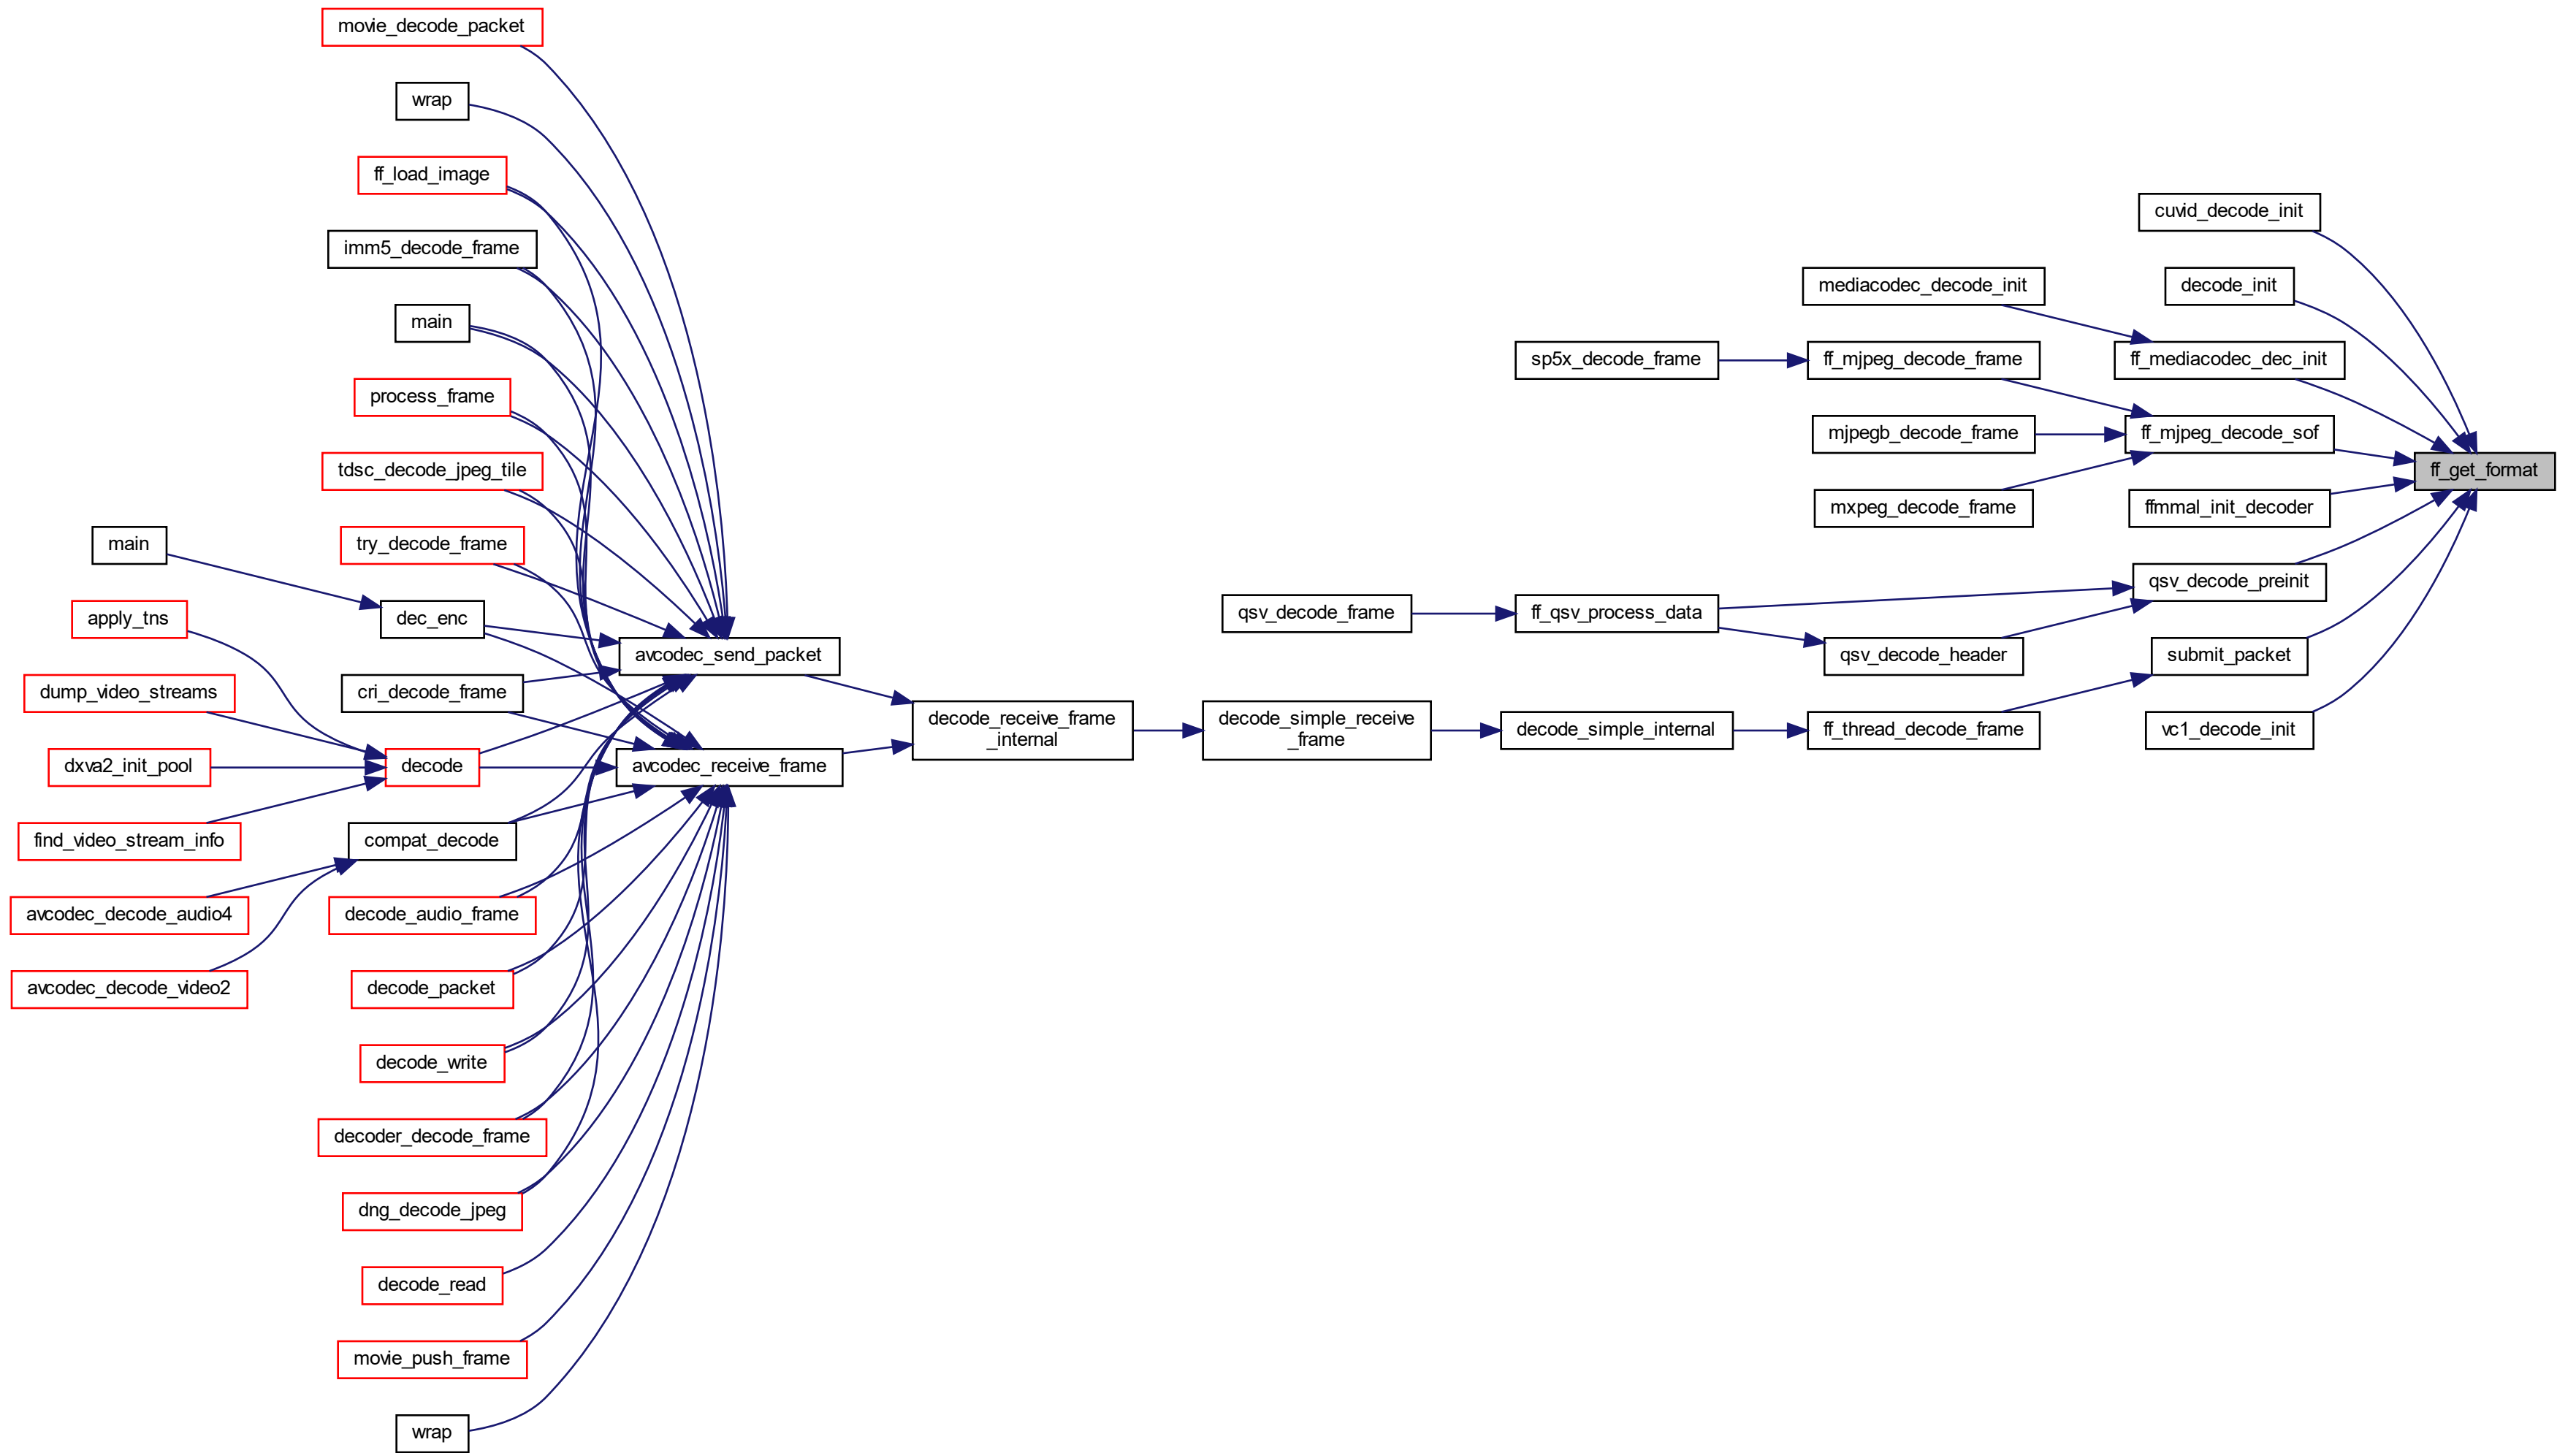 movie_decode_packet
wrap
ff_load_image
imm5_decode_frame
main
process_frame
tdsc_decode_jpeg_tile
try_decode_frame
main
dec_enc
apply_tns
cri_decode_frame
dump_video_streams
dxva2_init_pool
decode
find_video_stream_info
compat_decode
avcodec_decode_audio4
decode_audio_frame
avcodec_decode_video2
decode_packet
decode_write
decoder_decode_frame
dng_decode_jpeg
decode_read
movie_push_frame
wrap
avcodec_send_packet
avcodec_receive_frame
decode_receive_frame
_internal
decode_simple_receive
_frame
qsv_decode_frame
sp5x_decode_frame
ff_qsv_process_data
decode_simple_internal
mediacodec_decode_init
ff_mjpeg_decode_frame
mjpegb_decode_frame
mxpeg_decode_frame
qsv_decode_header
ff_thread_decode_frame
cuvid_decode_init
decode_init
ff_mediacodec_dec_init
ff_mjpeg_decode_sof
ffmmal_init_decoder
qsv_decode_preinit
submit_packet
vc1_decode_init
ff_get_format